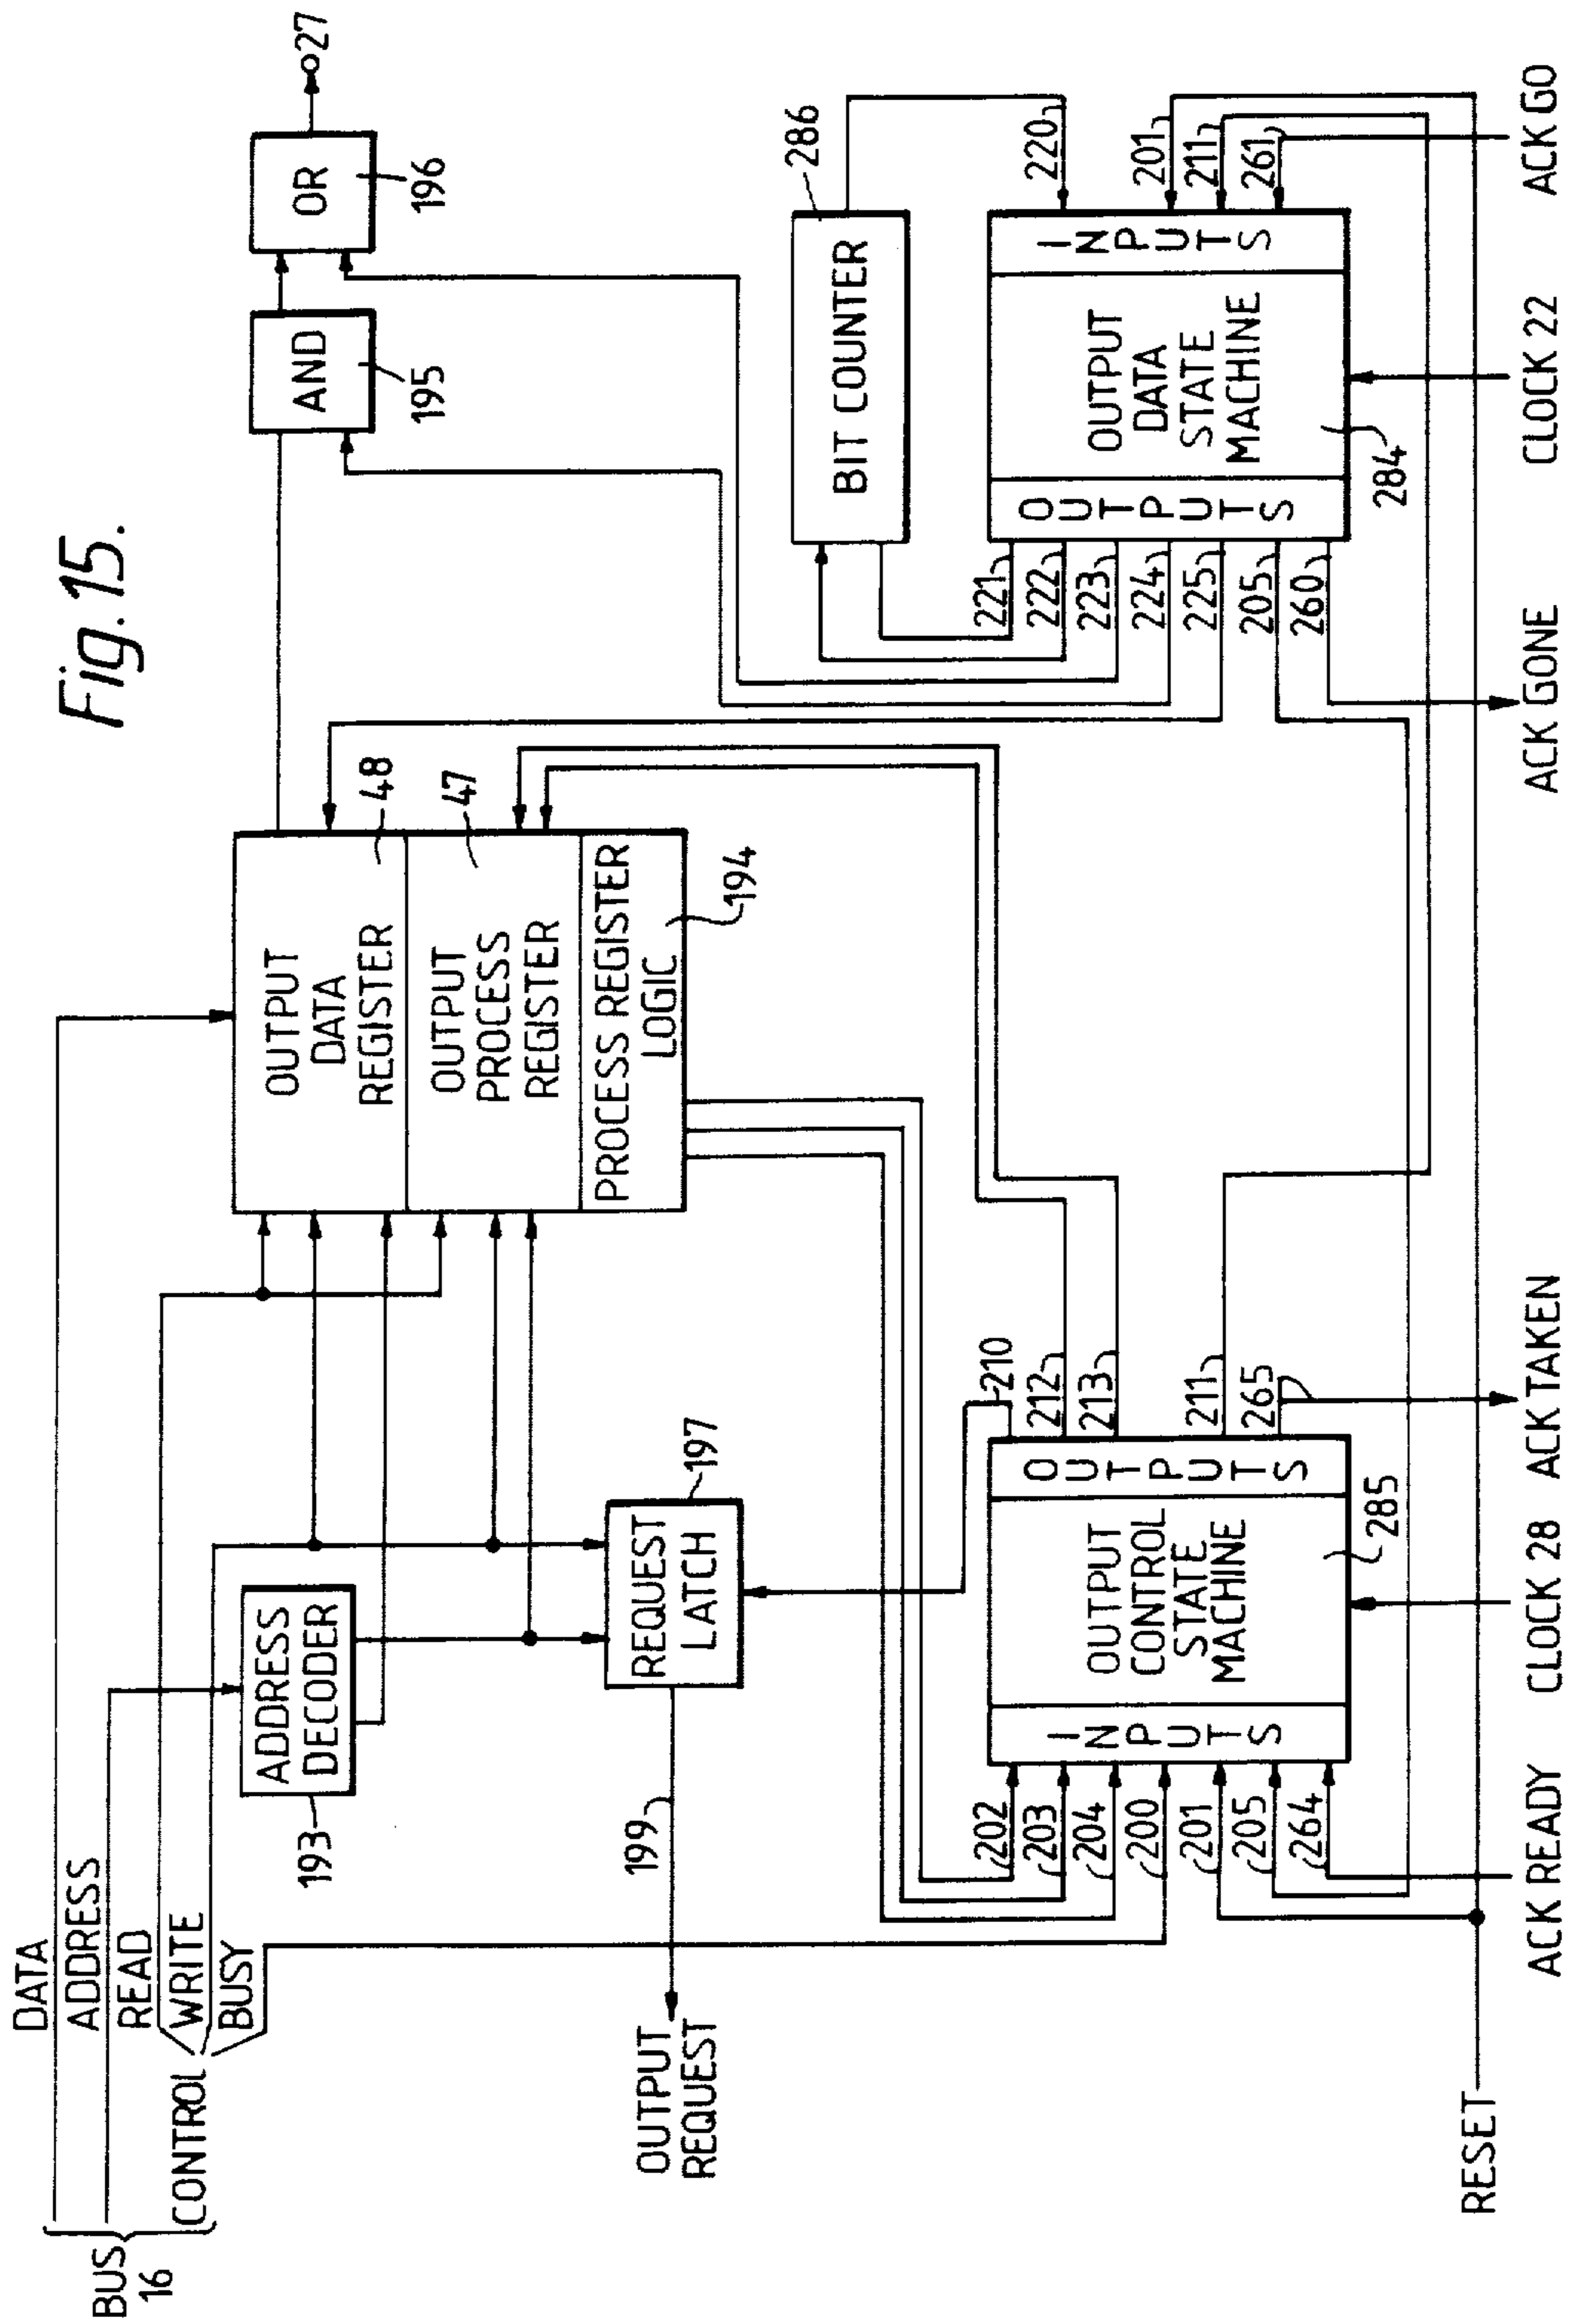 Fig. 15.
BUS
16
DATA
ADDRESS
CONTROL
READ
WRITE
BUSY
ADDRESS
DECODER
193
OUTPUT
REQUEST
199
REQUEST
LATCH
197
OUTPUT
DATA
REGISTER
48
OUTPUT
PROCESS
REGISTER
47
PROCESS REGISTER
LOGIC
194
AND
195
OR
196
27
BIT COUNTER
286
202
203
204
200
201
205
264
INPUTS
OUTPUT
CONTROL
STATE
MACHINE
285
OUTPUTS
210
212
213
211
265
221
222
223
224
225
205
260
OUTPUTS
OUTPUT
DATA
STATE
MACHINE
284
INPUTS
220
201
211
261
RESET
ACK READY
CLOCK 28
ACK TAKEN
ACK GONE
CLOCK 22
ACK GO